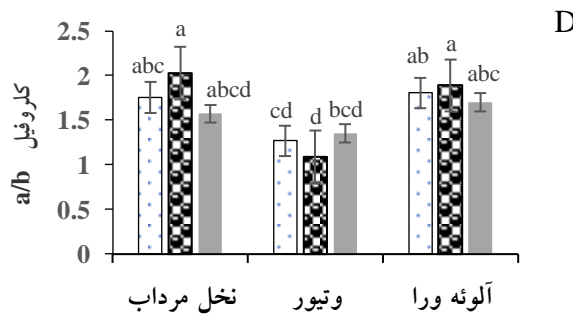 D
کلروفیل a/b
2.5
2
1.5
1
0.5
0
abc a abcd
cd d bcd
ab a abc
نخل مرداب
وتیور
آلوئه ورا